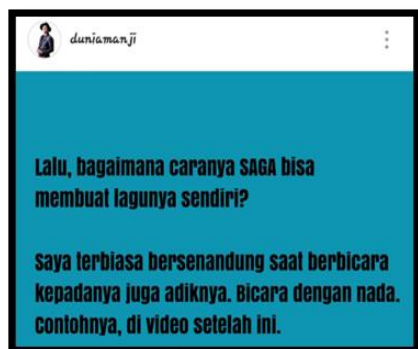 duniamanji
Lalu, bagaimana caranya SAGA bisa
membuat lagunya sendiri?
Saya terbiasa bersenandung saat berbicara
kepadanya juga adiknya. Bicara dengan nada.
Contohnya, di video setelah ini.